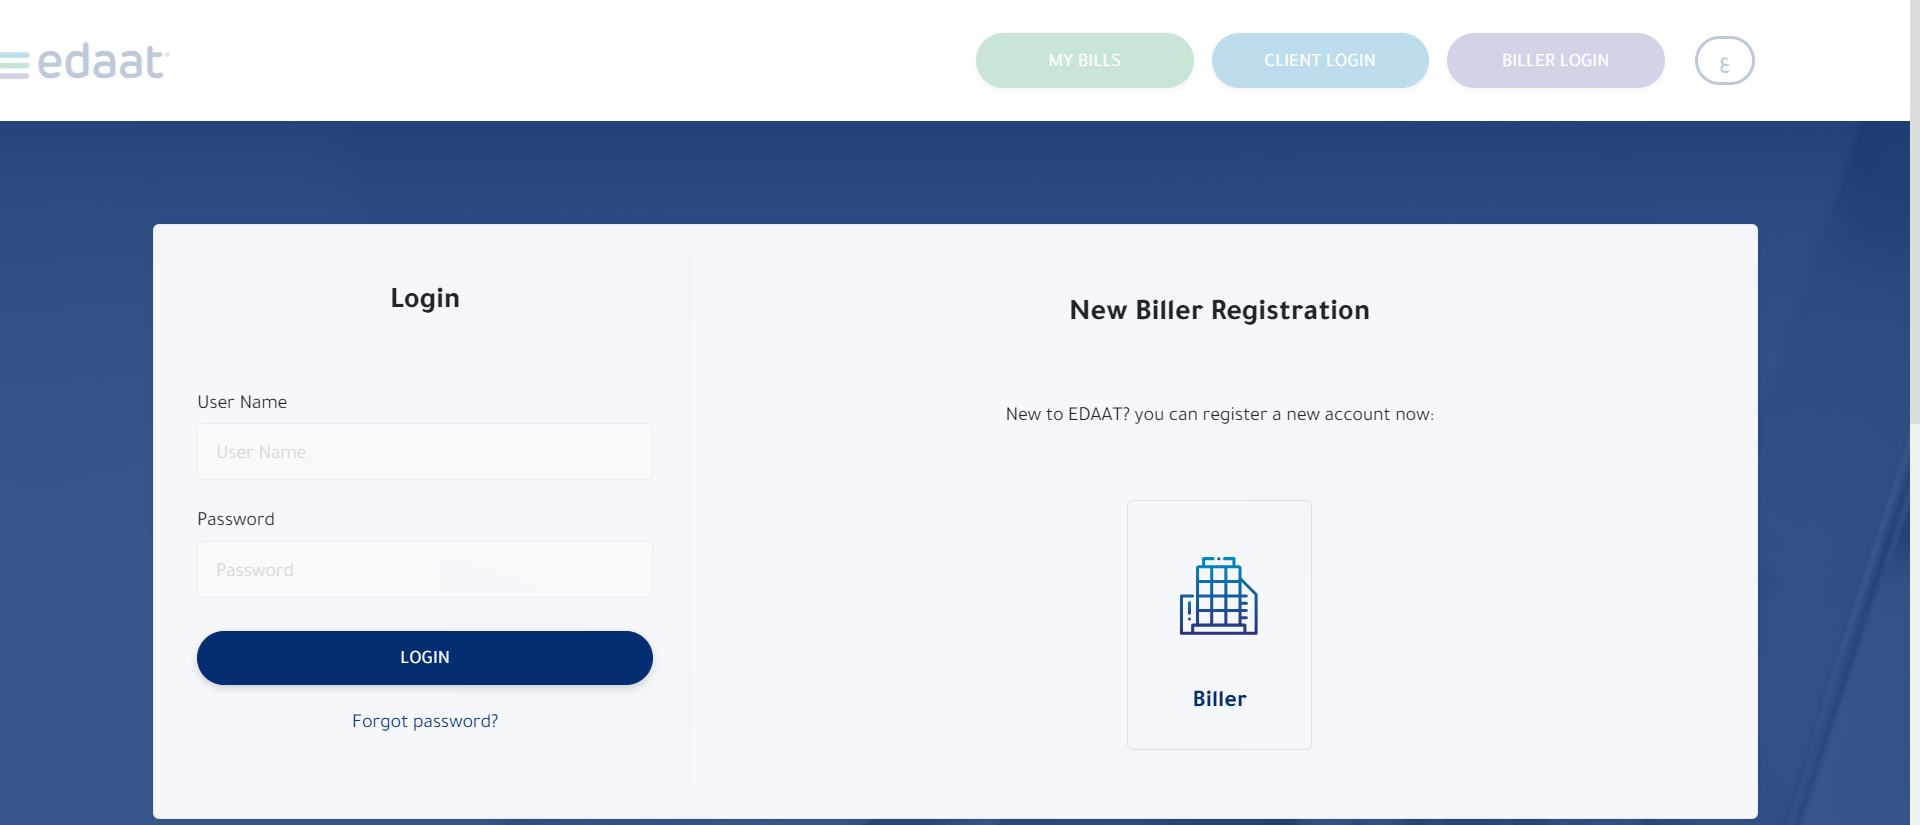 edaat
MY BILLS
CLIENT LOGIN
BILLER LOGIN
ع
Login
User Name
User Name
Password
Password
LOGIN
Forgot password?
New Biller Registration
New to EDAAT? you can register a new account now:
Biller